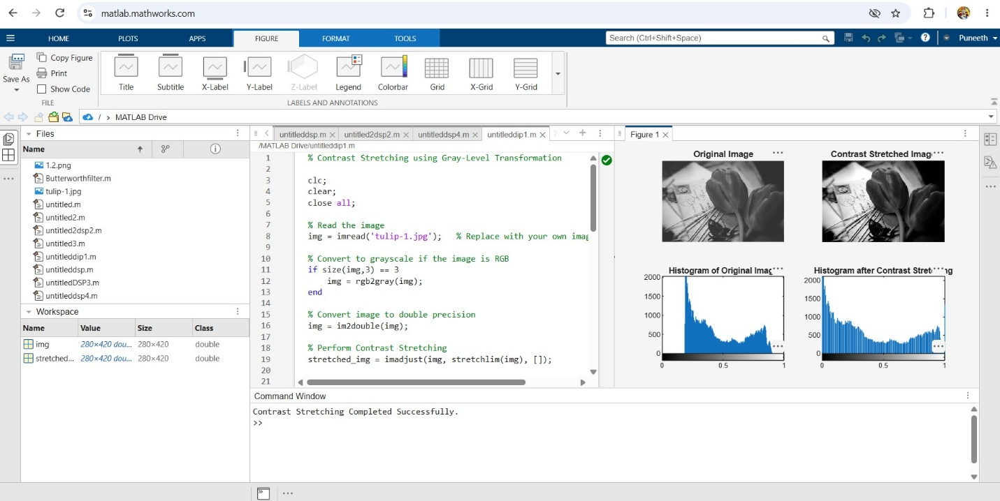 matlab.mathworks.com
HOME PLOTS APPS FIGURE FORMAT TOOLS Search (Ctrl+Shift+Space) Puneeth
Save As
Copy Figure
Print
Show Code
FILE
Title Subtitle X-Label Y-Label Z-Label Legend Colorbar Grid X-Grid Y-Grid
LABELS AND ANNOTATIONS
/ › MATLAB Drive
Files
Name
1.2.png
Butterworthfilter.m
tulip-1.jpg
untitled.m
untitled2.m
untitled2dsp2.m
untitled3.m
untitleddip1.m
untitleddsp.m
untitledDSP3.m
untitleddsp4.m
Workspace
Name Value Size Class
img 280×420 dou... 280×420 double
stretched... 280×420 dou... 280×420 double
untitleddsp.m untitled2dsp2.m untitleddsp4.m untitleddip1.m
/MATLAB Drive/untitleddip1.m
1 % Contrast Stretching using Gray-Level Transformation
2
3 clc;
4 clear;
5 close all;
6
7 % Read the image
8 img = imread('tulip-1.jpg'); % Replace with your own imag
9
10 % Convert to grayscale if the image is RGB
11 if size(img,3) == 3
12 img = rgb2gray(img);
13 end
14
15 % Convert image to double precision
16 img = im2double(img);
17
18 % Perform Contrast Stretching
19 stretched_img = imadjust(img, stretchlim(img), []);
20
21
Figure 1
Original Image
Contrast Stretched Imag
Histogram of Original Imag
2000
1500
1000
500
0
0 0.5 1
Histogram after Contrast Stret ng
2000
1500
1000
500
0
0 0.5 1
Command Window
Contrast Stretching Completed Successfully.
>>